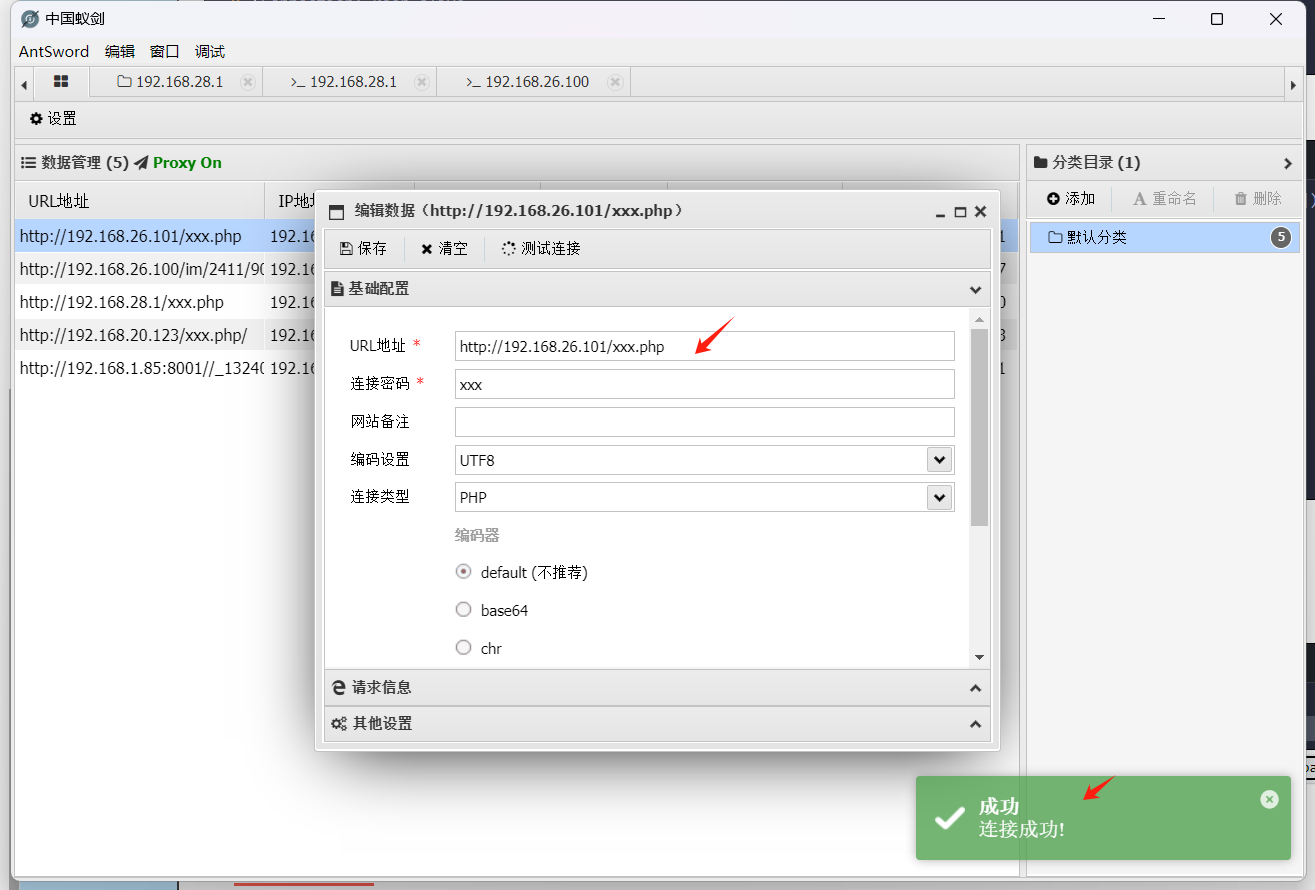 中国蚁剑
AntSword 编辑 窗口 调试
192.168.28.1 >_ 192.168.28.1 >_ 192.168.26.100
设置
数据管理 (5) Proxy On
分类目录 (1)
URL地址 IP地
添加 重命名 删除
http://192.168.26.101/xxx.php 192.16 1
默认分类 5
http://192.168.26.100/im/2411/90 192.16 7
http://192.168.28.1/xxx.php 192.16 0
http://192.168.20.123/xxx.php/ 192.16 3
http://192.168.1.85:8001//_13240 192.16 1
编辑数据（http://192.168.26.101/xxx.php）
保存 清空 测试连接
基础配置
URL地址 * http://192.168.26.101/xxx.php
连接密码 * xxx
网站备注
编码设置 UTF8
连接类型 PHP
编码器
default (不推荐)
base64
chr
请求信息
其他设置
成功
连接成功!